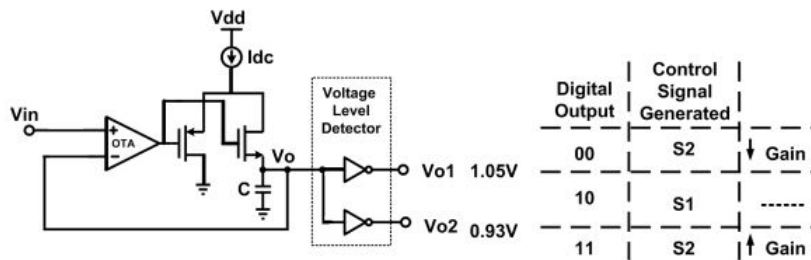 Vdd
Idc
Vin
+
OTA
−
Vo
C
Voltage
Level
Detector
Vo1 1.05V
Vo2 0.93V
Digital
Output
Control
Signal
Generated
00 S2 Gain
10 S1 ------
11 S2 Gain